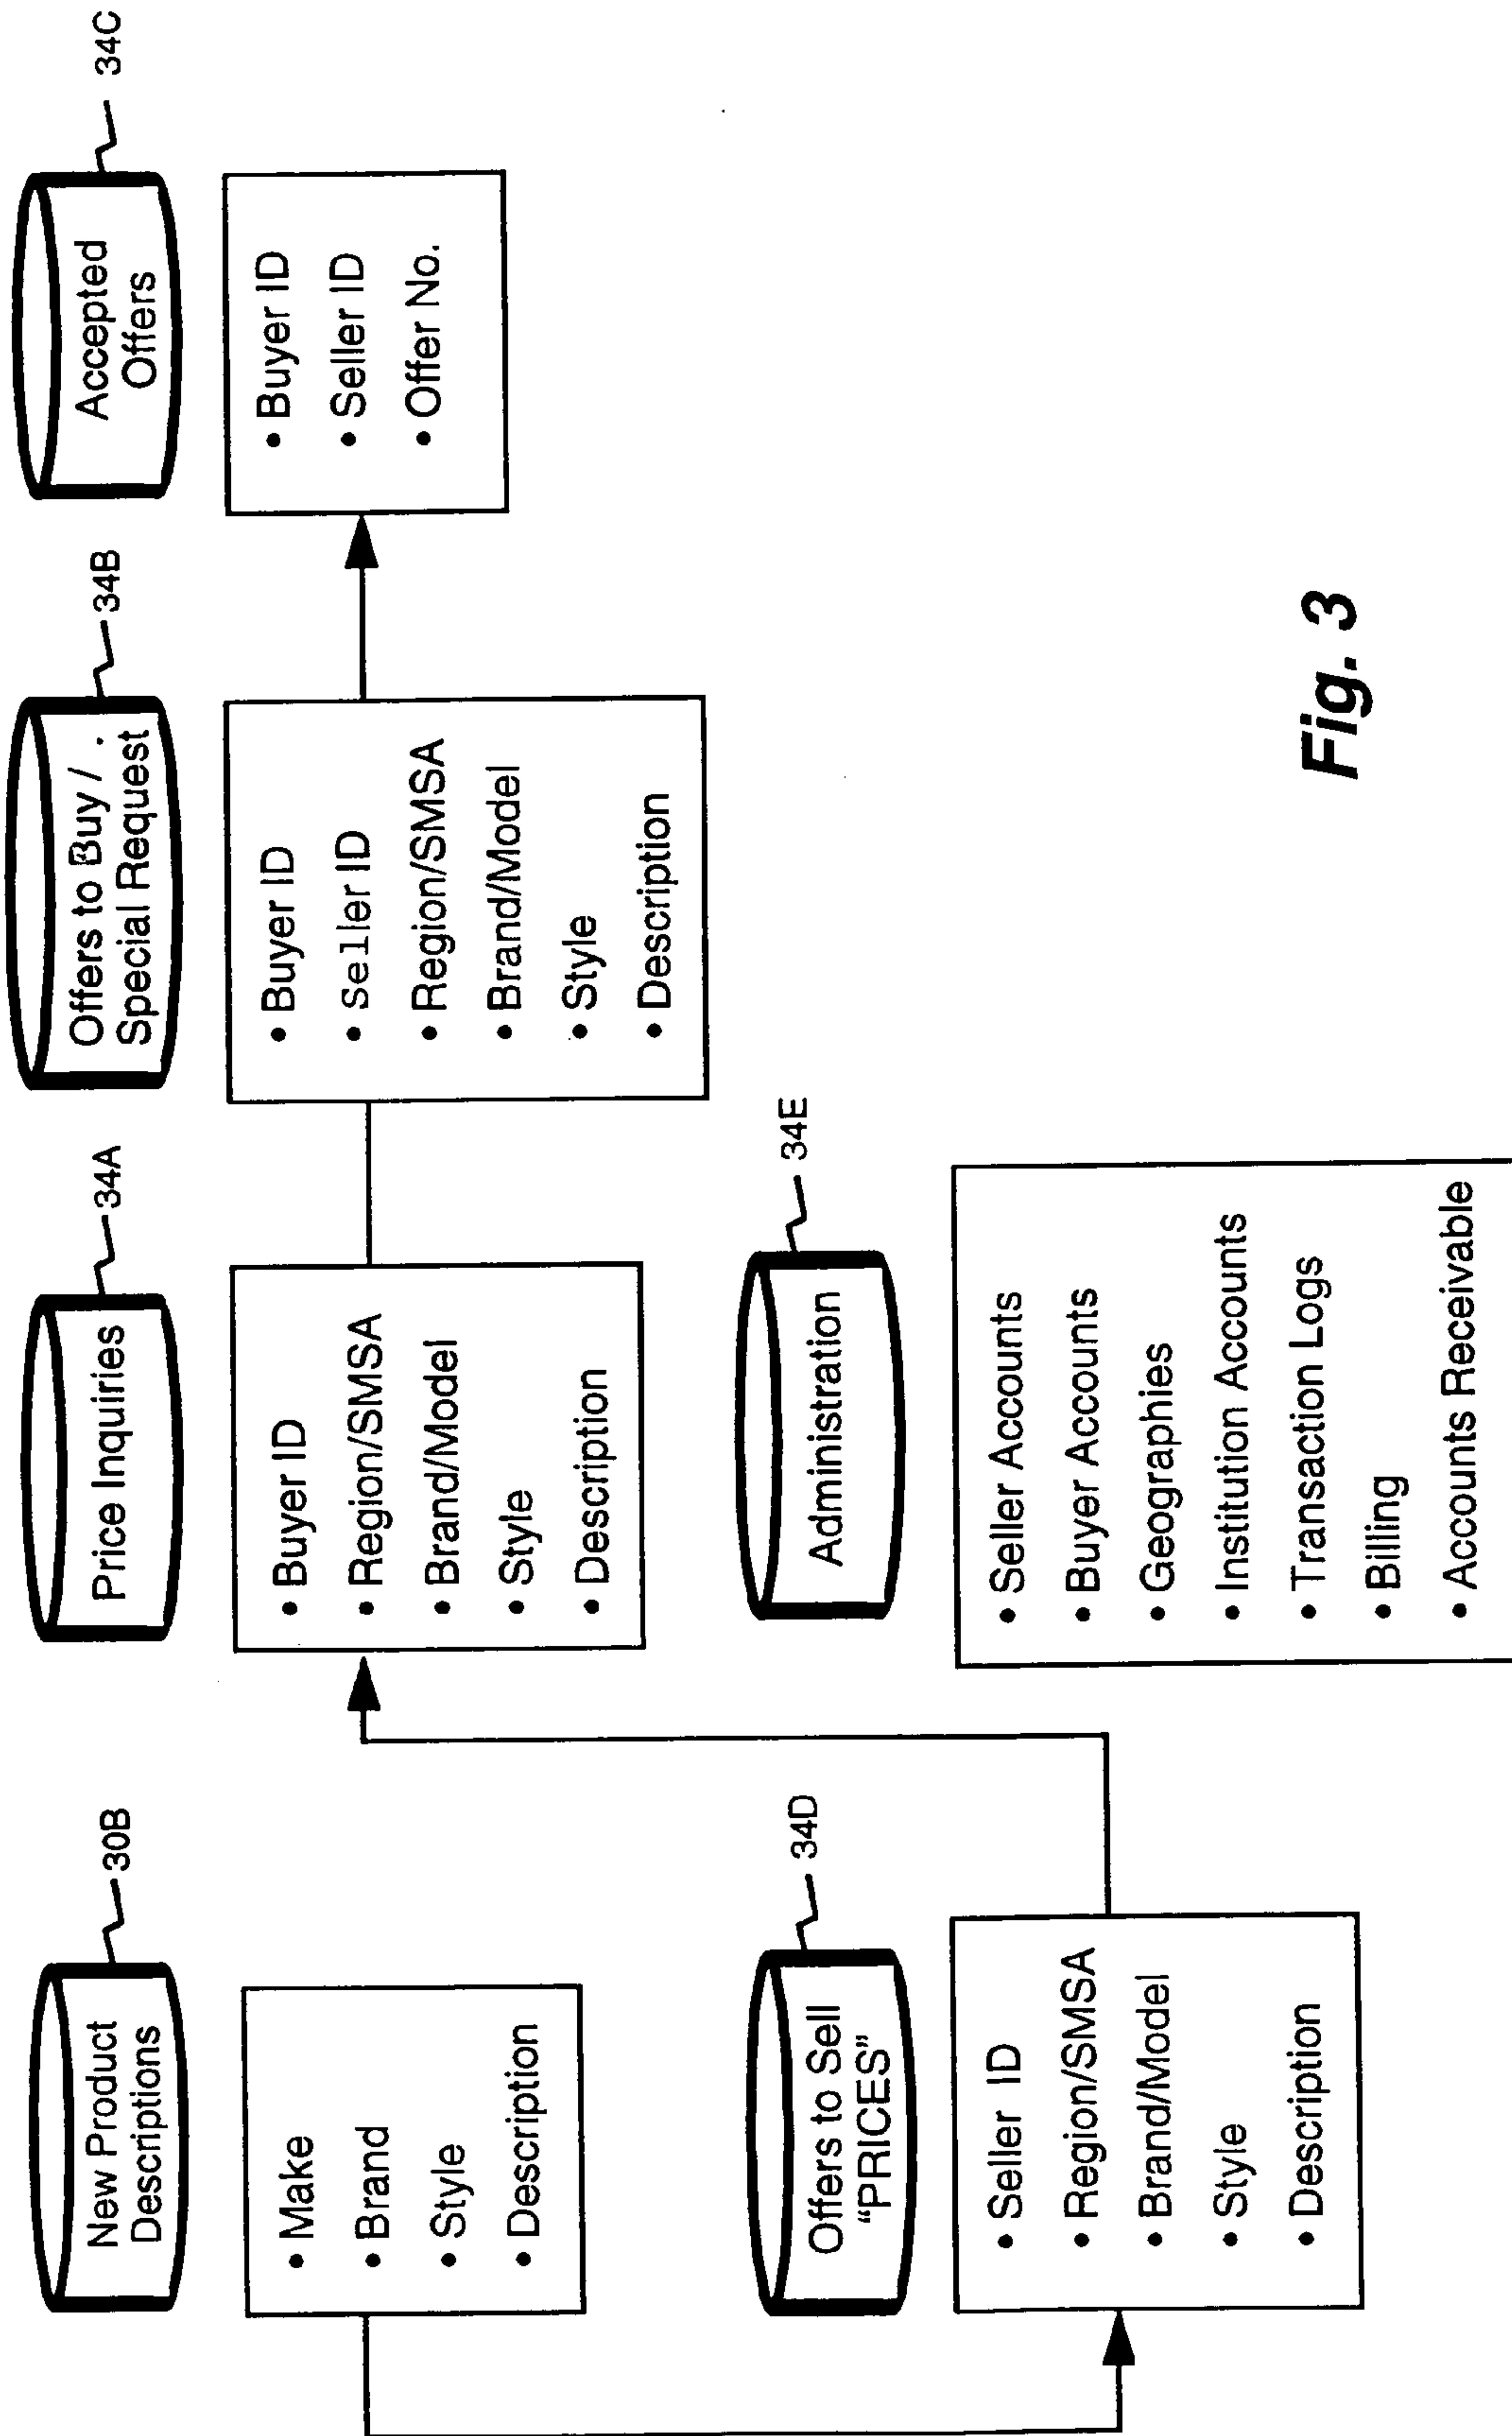 New Product
Descriptions
30B
• Make
• Brand
• Style
• Description
Offers to Sell
“PRICES”
34D
• Seller ID
• Region/SMSA
• Brand/Model
• Style
• Description
Price Inquiries
34A
• Buyer ID
• Region/SMSA
• Brand/Model
• Style
• Description
Administration
34E
• Seller Accounts
• Buyer Accounts
• Geographies
• Institution Accounts
• Transaction Logs
• Billing
• Accounts Receivable
Offers to Buy /
Special Request
34B
• Buyer ID
• Seller ID
• Region/SMSA
• Brand/Model
• Style
• Description
Accepted
Offers
34C
• Buyer ID
• Seller ID
• Offer No.
Fig. 3